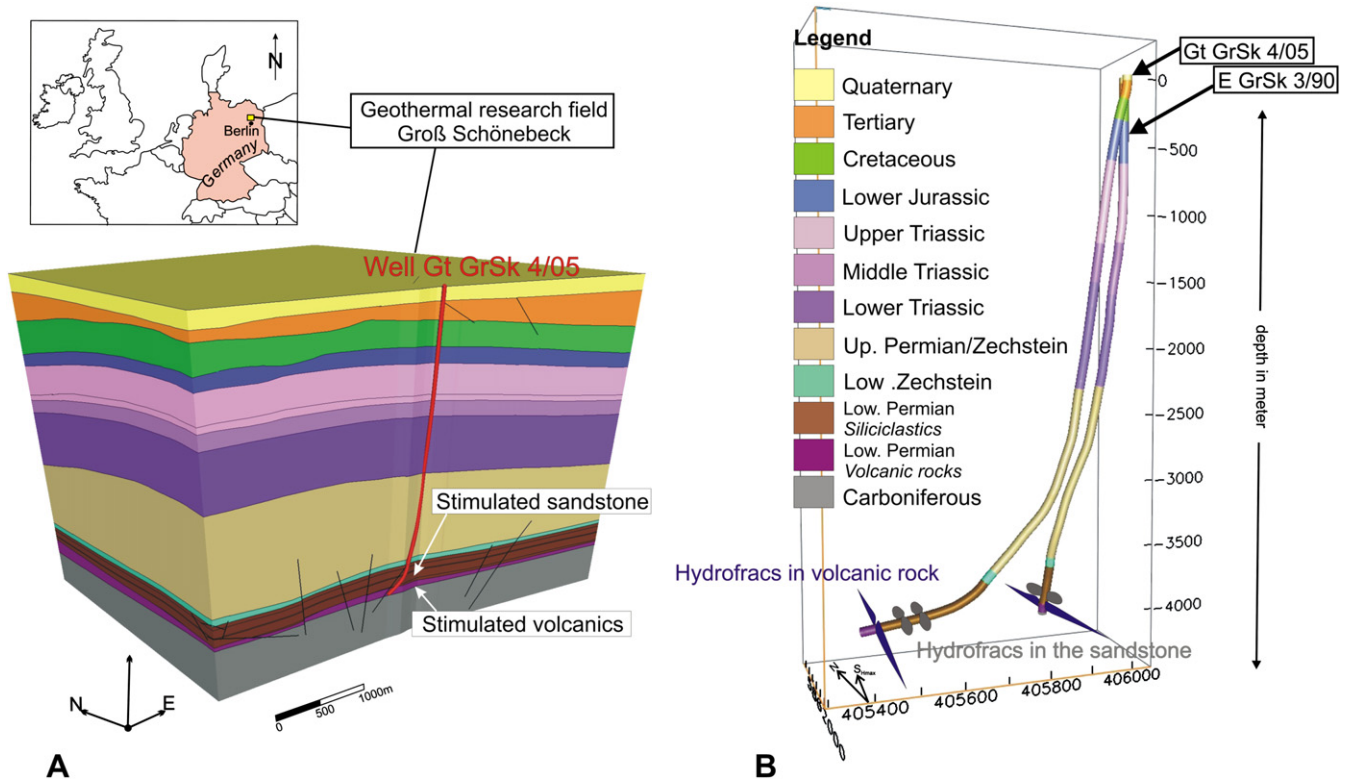 N
Berlin
Germany
Geothermal research field
Groß Schönebeck
Well Gt GrSk 4/05
Stimulated sandstone
Stimulated volcanics
N
E
0
500
1000m
A
Legend
Quaternary
Tertiary
Cretaceous
Lower Jurassic
Upper Triassic
Middle Triassic
Lower Triassic
Up. Permian/Zechstein
Low .Zechstein
Low. Permian
Siliciclastics
Low. Permian
Volcanic rocks
Carboniferous
Gt GrSk 4/05
E GrSk 3/90
0
-500
-1000
-1500
-2000
-2500
-3000
-3500
-4000
depth in meter
Hydrofracs in volcanic rock
Hydrofracs in the sandstone
N
SHmax
405400
405600
405800
406000
B